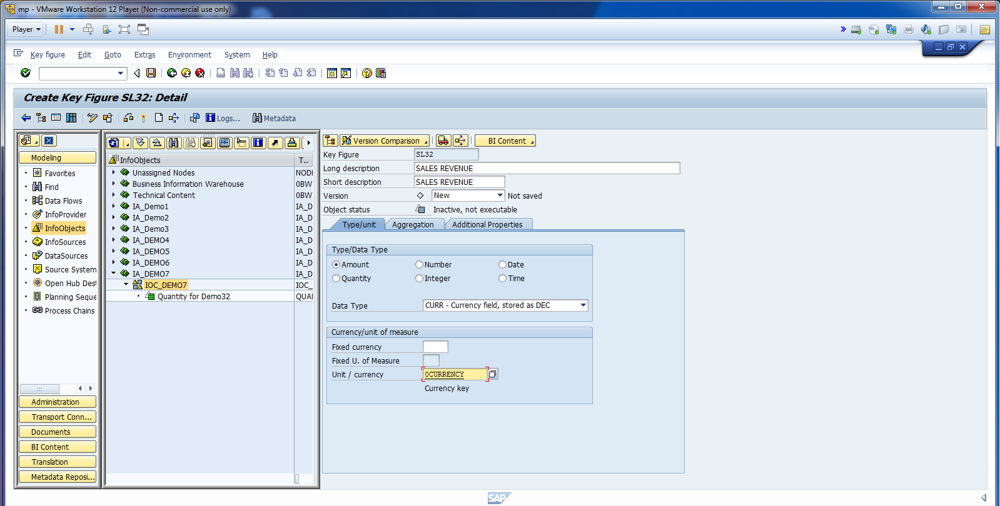 mp - VMware Workstation 12 Player (Non-commercial use only)
Player
Key figure Edit Goto Extras Environment System Help
Create Key Figure SL32: Detail
Logs... Metadata
Modeling
Favorites
Find
Data Flows
InfoProvider
InfoObjects
InfoSources
DataSources
Source System
Open Hub Dest
Planning Seque
Process Chains
Administration
Transport Conn...
Documents
BI Content
Translation
Metadata Reposi...
InfoObjects T..
Unassigned Nodes NODI
Business Information Warehouse 0BW
Technical Content 0BW
IA_Demo1 IA_D
IA_Demo2 IA_D
IA_Demo3 IA_D
IA_DEMO4 IA_D
IA_DEMO5 IA_D
IA_DEMO6 IA_D
IA_DEMO7 IA_D
IOC_DEMO7 IOC_
Quantity for Demo32 QUAI
Version Comparison BI Content
Key Figure SL32
Long description SALES REVENUE
Short description SALES REVENUE
Version New Not saved
Object status Inactive, not executable
Type/unit Aggregation Additional Properties
Type/Data Type
Amount Number Date
Quantity Integer Time
Data Type CURR - Currency field, stored as DEC
Currency/unit of measure
Fixed currency
Fixed U. of Measure
Unit / currency 0CURRENCY
Currency key
SAP